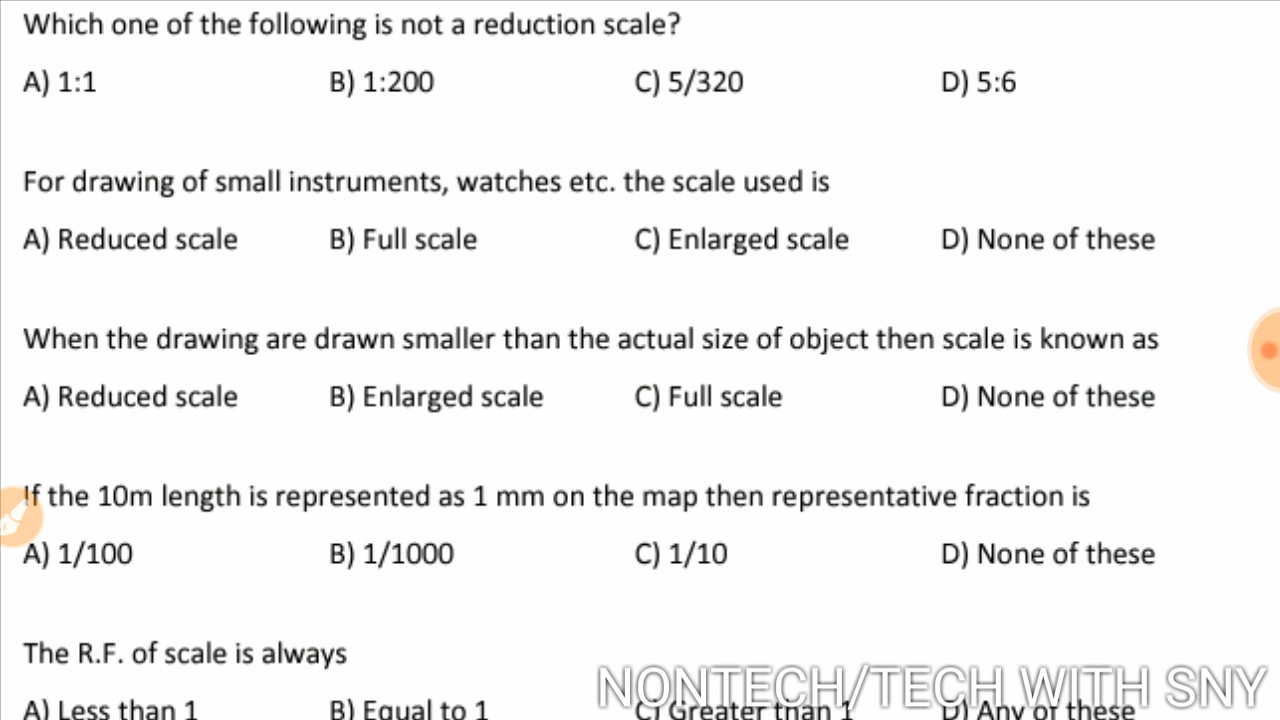 Which one of the following is not a reduction scale?
A) 1:1 B) 1:200 C) 5/320 D) 5:6
For drawing of small instruments, watches etc. the scale used is
A) Reduced scale B) Full scale C) Enlarged scale D) None of these
When the drawing are drawn smaller than the actual size of object then scale is known as
A) Reduced scale B) Enlarged scale C) Full scale D) None of these
If the 10m length is represented as 1 mm on the map then representative fraction is
A) 1/100 B) 1/1000 C) 1/10 D) None of these
The R.F. of scale is always
NONTECH/TECH WITH SNY
A) Less than 1 B) Equal to 1 C) Greater than 1 D) Any of these